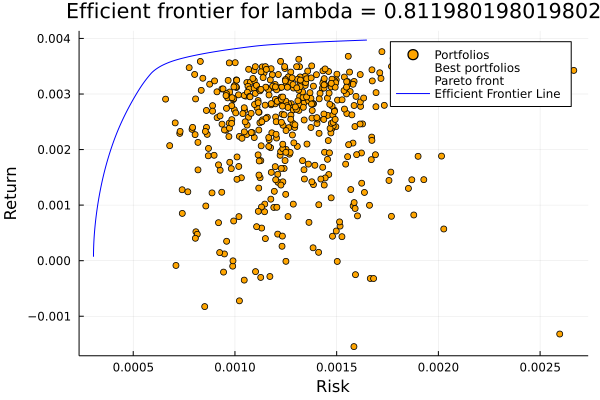 Efficient frontier for lambda = 0.811980198019802
Return
0.004
0.003
0.002
0.001
0.000
−0.001
Portfolios
Best portfolios
Pareto front
Efficient Frontier Line
0.0005
0.0010
0.0015
0.0020
0.0025
Risk